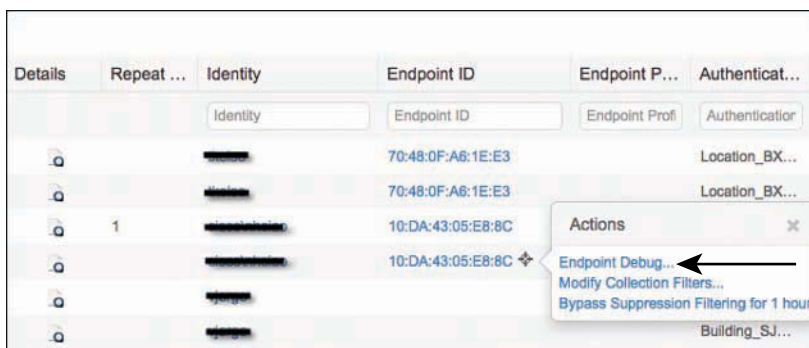 Details Repeat ... Identity Endpoint ID Endpoint P... Authenticat...
Identity Endpoint ID Endpoint Profi Authentication
70:48:0F:A6:1E:E3 Location_BX...
70:48:0F:A6:1E:E3 Location_BX...
1 10:DA:43:05:E8:8C
10:DA:43:05:E8:8C
Actions
Endpoint Debug...
Modify Collection Filters...
Bypass Suppression Filtering for 1 hour
Building_SJ...